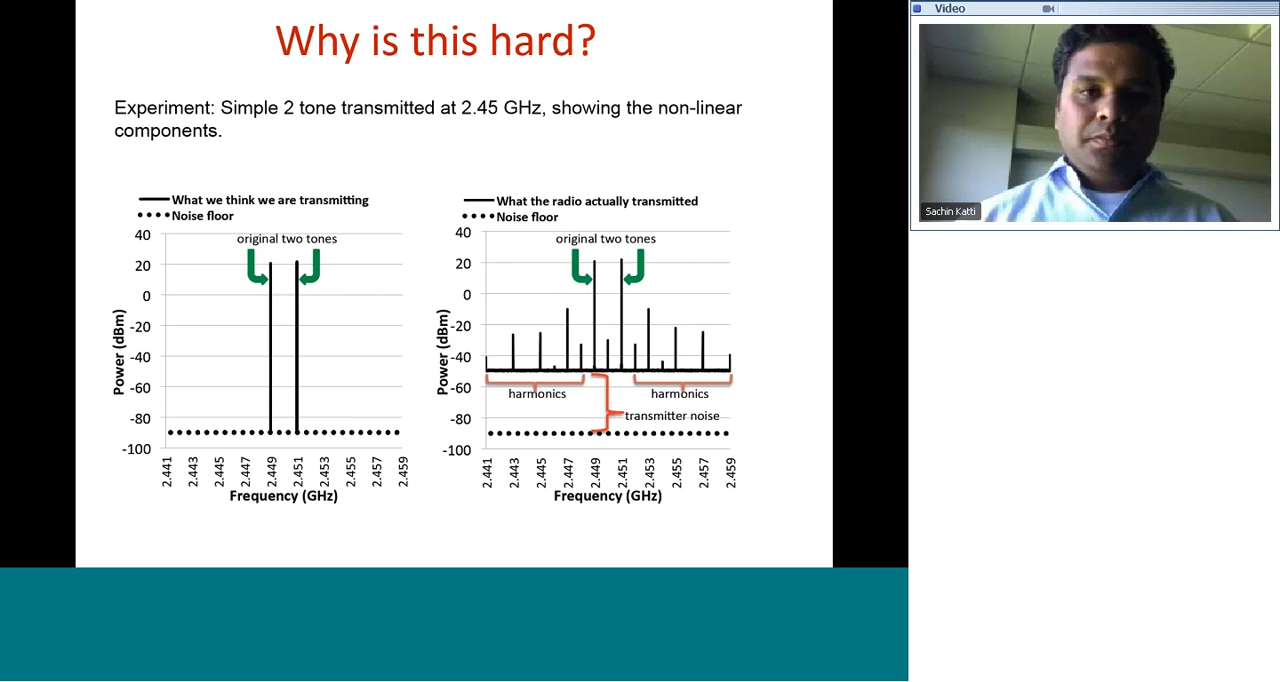 Why is this hard?
Experiment: Simple 2 tone transmitted at 2.45 GHz, showing the non-linear
components.
What we think we are transmitting
Noise floor
original two tones
40
20
0
-20
-40
-60
-80
-100
Power (dBm)
2.441
2.443
2.445
2.447
2.449
2.451
2.453
2.455
2.457
2.459
Frequency (GHz)
What the radio actually transmitted
Noise floor
original two tones
40
20
0
-20
-40
-60
-80
-100
Power (dBm)
harmonics
harmonics
transmitter noise
2.441
2.443
2.445
2.447
2.449
2.451
2.453
2.455
2.457
2.459
Frequency (GHz)
Video
Sachin Katti